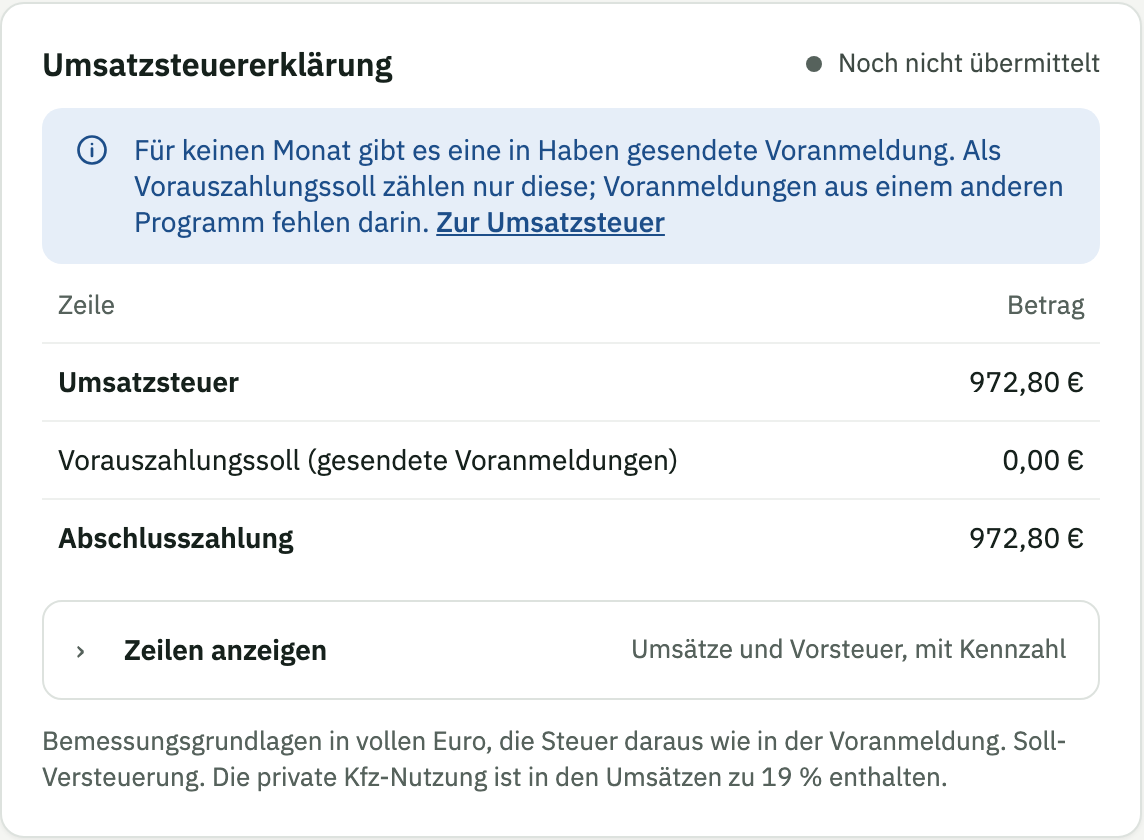 Umsatzsteuererklärung
Noch nicht übermittelt
Für keinen Monat gibt es eine in Haben gesendete Voranmeldung. Als
Vorauszahlungssoll zählen nur diese; Voranmeldungen aus einem anderen
Programm fehlen darin. Zur Umsatzsteuer
Zeile Betrag
Umsatzsteuer 972,80 €
Vorauszahlungssoll (gesendete Voranmeldungen) 0,00 €
Abschlusszahlung 972,80 €
Zeilen anzeigen Umsätze und Vorsteuer, mit Kennzahl
Bemessungsgrundlagen in vollen Euro, die Steuer daraus wie in der Voranmeldung. Soll-
Versteuerung. Die private Kfz-Nutzung ist in den Umsätzen zu 19 % enthalten.